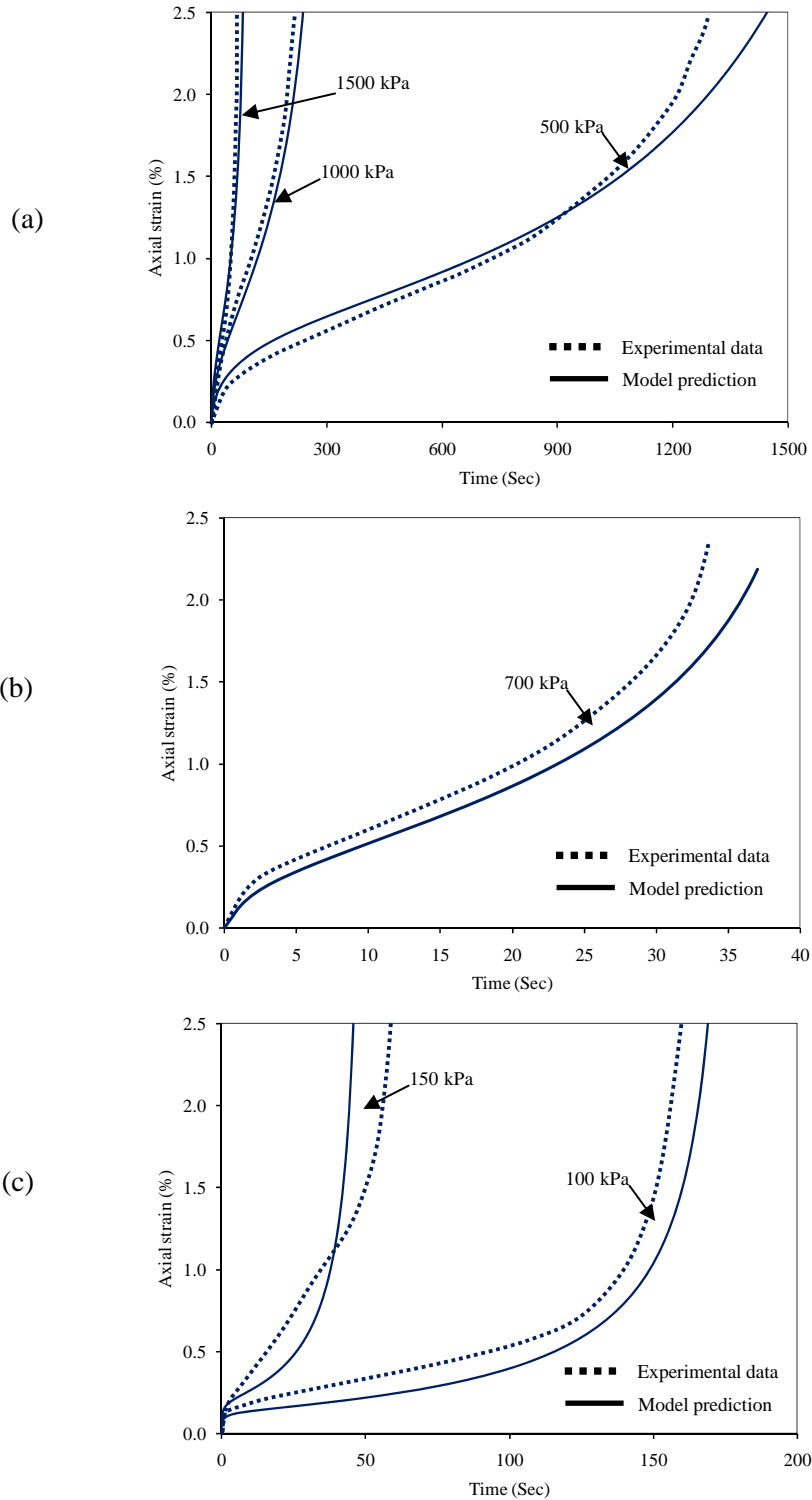 (a)
Axial strain (%)
2.5
2.0
1.5
1.0
0.5
0.0
1500 kPa
1000 kPa
500 kPa
Experimental data
Model prediction
0 300 600 900 1200 1500
Time (Sec)
(b)
Axial strain (%)
2.5
2.0
1.5
1.0
0.5
0.0
700 kPa
Experimental data
Model prediction
0 5 10 15 20 25 30 35 40
Time (Sec)
(c)
Axial strain (%)
2.5
2.0
1.5
1.0
0.5
0.0
150 kPa
100 kPa
Experimental data
Model prediction
0 50 100 150 200
Time (Sec)